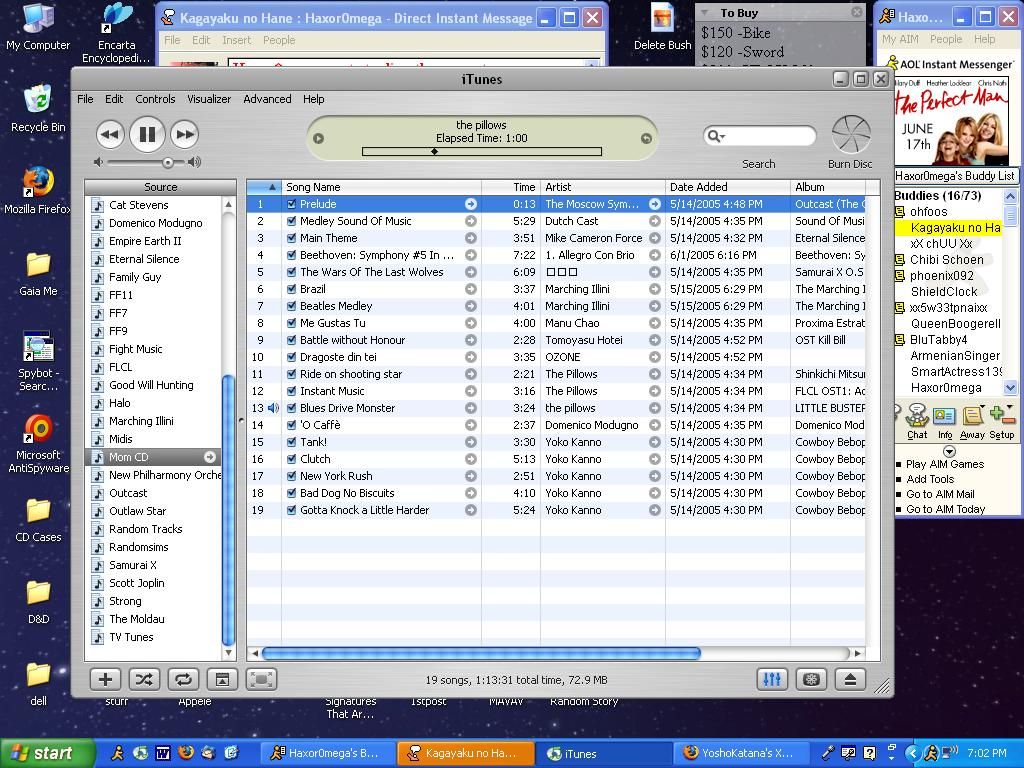 My Computer
Encarta
Encyclopedi...
Recycle Bin
Mozilla Firefox
Gaia Me
Spybot -
Searc...
Microsoft
AntiSpyware
CD Cases
D&D
dell
stuff
Appele
Signatures
That Ar...
1stpost
MAVAV
Random Story
Delete Bush
Kagayaku no Hane : Haxor0mega - Direct Instant Message
File Edit Insert People
To Buy
$150 -Bike
$120 -Sword
Haxo...
My AIM People Help
AOL Instant Messenger
Hilary Duff Heather Locklear Chris Noth
the Perfect Man
JUNE
17th
Haxor0mega's Buddy List
Buddies (16/73)
ohfoos
Kagayaku no Ha
xX chUU Xx
Chibi Schoen
phoenix092
ShieldClock
xx5w33tpnaixx
QueenBoogerell
BluTabby4
ArmenianSinger
SmartActress139
Haxor0mega
Chat Info Away Setup
Play AIM Games
Add Tools
Go to AIM Mail
Go to AIM Today
iTunes
File Edit Controls Visualizer Advanced Help
the pillows
Elapsed Time: 1:00
Search
Burn Disc
Source
Cat Stevens
Domenico Modugno
Empire Earth II
Eternal Silence
Family Guy
FF11
FF7
FF9
Fight Music
FLCL
Good Will Hunting
Halo
Marching Illini
Midis
Mom CD
New Philharmony Orche
Outcast
Outlaw Star
Random Tracks
Randomsims
Samurai X
Scott Joplin
Strong
The Moldau
TV Tunes
Song Name Time Artist Date Added Album
1 Prelude 0:13 The Moscow Sym... 5/14/2005 4:48 PM Outcast (The O
2 Medley Sound Of Music 5:29 Dutch Cast 5/14/2005 4:35 PM Sound Of Musi
3 Main Theme 3:51 Mike Cameron Force 5/14/2005 4:32 PM Eternal Silence
4 Beethoven: Symphony #5 In ... 7:22 1. Allegro Con Brio 6/1/2005 6:16 PM Beethoven: Sy
5 The Wars Of The Last Wolves 6:09 □□□ 5/14/2005 4:35 PM Samurai X O.S
6 Brazil 3:37 Marching Illini 5/15/2005 6:29 PM The Marching I
7 Beatles Medley 4:01 Marching Illini 5/15/2005 6:29 PM The Marching I
8 Me Gustas Tu 4:00 Manu Chao 5/14/2005 4:35 PM Proxima Estrat
9 Battle without Honour 2:28 Tomoyasu Hotei 5/14/2005 4:52 PM OST Kill Bill
10 Dragoste din tei 3:35 OZONE 5/14/2005 4:52 PM
11 Ride on shooting star 2:21 The Pillows 5/14/2005 4:35 PM Shinkichi Mitsu
12 Instant Music 3:16 The Pillows 5/14/2005 4:35 PM FLCL OST1: Ad
13 Blues Drive Monster 3:24 the pillows 5/14/2005 4:35 PM LITTLE BUSTER
14 'O Caffè 2:37 Domenico Modugno 5/14/2005 4:35 PM Domenico Mod
15 Tank! 3:30 Yoko Kanno 5/14/2005 4:30 PM Cowboy Bebop
16 Clutch 5:13 Yoko Kanno 5/14/2005 4:30 PM Cowboy Bebop
17 New York Rush 2:51 Yoko Kanno 5/14/2005 4:30 PM Cowboy Bebop
18 Bad Dog No Biscuits 4:10 Yoko Kanno 5/14/2005 4:30 PM Cowboy Bebop
19 Gotta Knock a Little Harder 5:24 Yoko Kanno 5/14/2005 4:30 PM Cowboy Bebop
19 songs, 1:13:31 total time, 72.9 MB
start
Haxor0mega's B...
Kagayaku no Ha...
iTunes
YoshoKatana's X...
7:02 PM